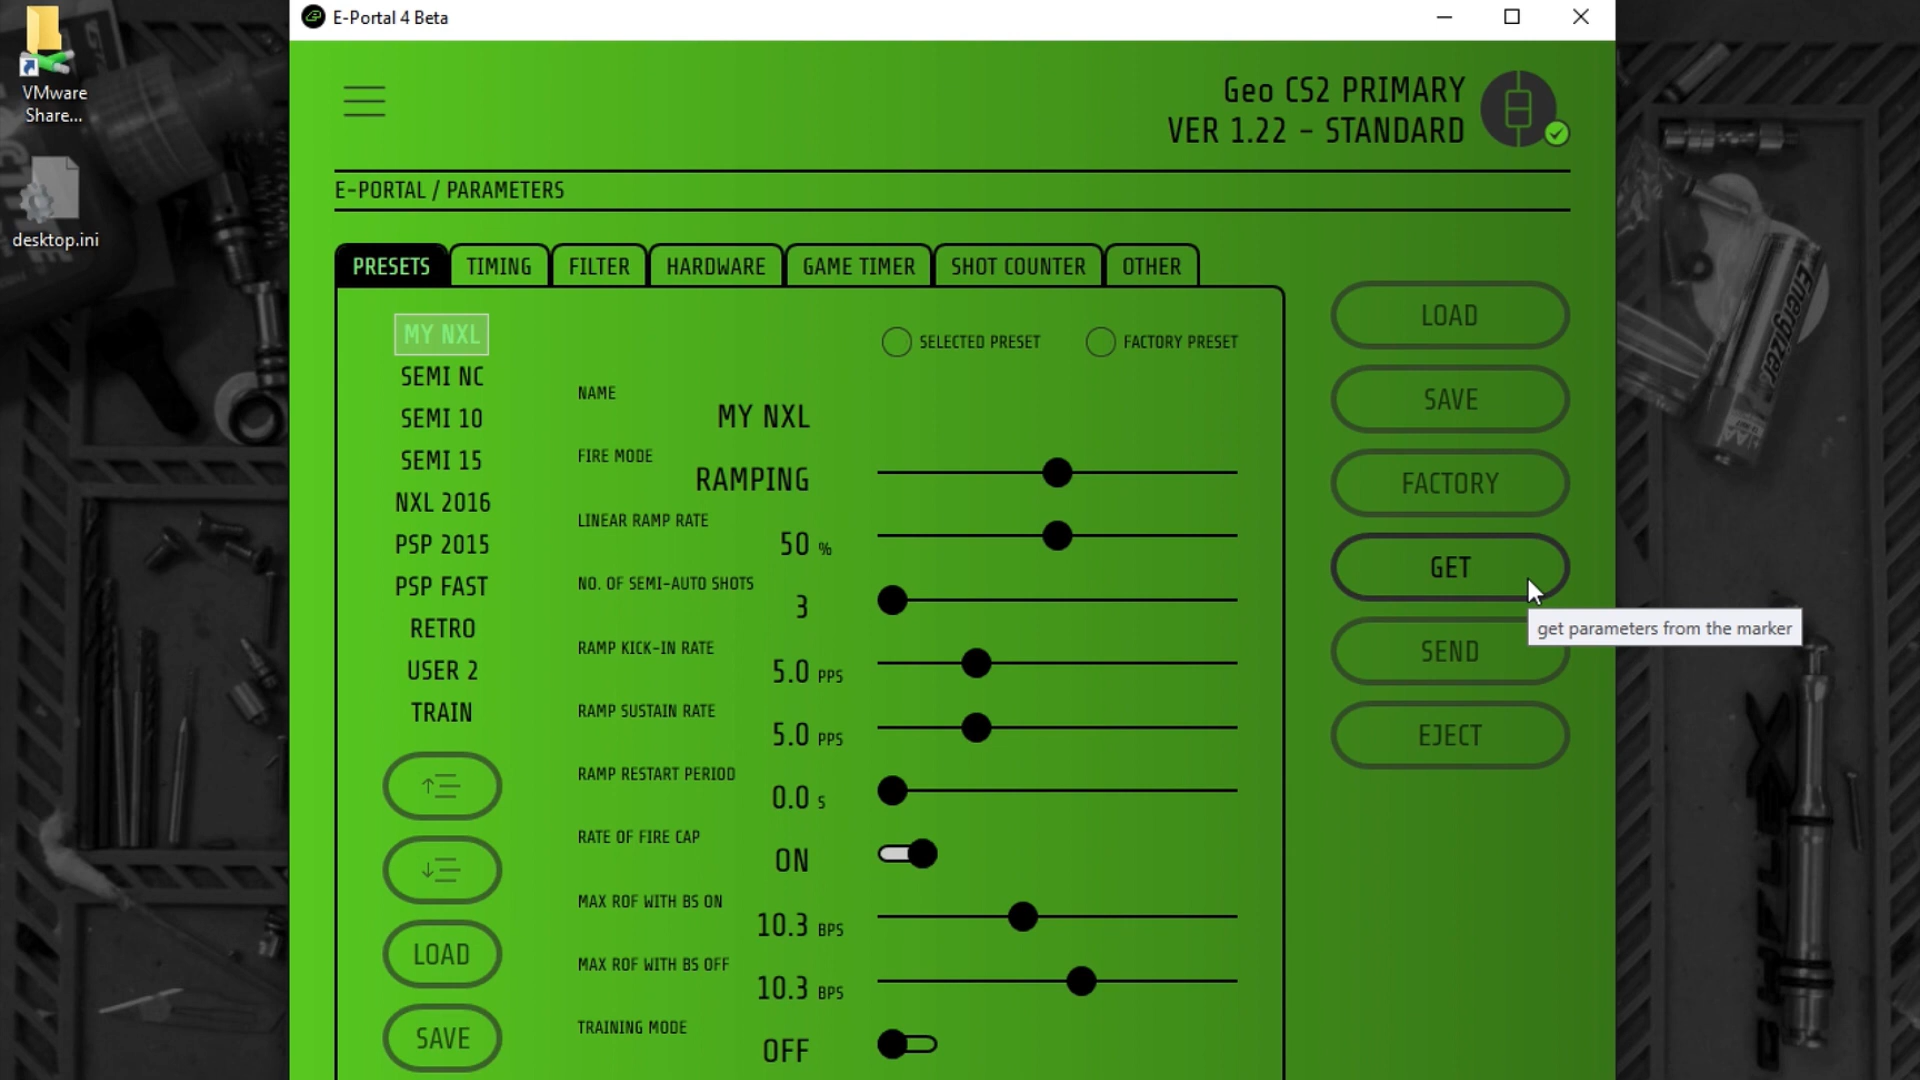 E-Portal 4 Beta
VMware
Share...
desktop.ini
Geo CS2 PRIMARY
VER 1.22 - STANDARD
E-PORTAL / PARAMETERS
PRESETS
TIMING
FILTER
HARDWARE
GAME TIMER
SHOT COUNTER
OTHER
MY NXL
SEMI NC
SEMI 10
SEMI 15
NXL 2016
PSP 2015
PSP FAST
RETRO
USER 2
TRAIN
LOAD
SAVE
SELECTED PRESET
FACTORY PRESET
NAME
MY NXL
FIRE MODE
RAMPING
LINEAR RAMP RATE
50 %
NO. OF SEMI-AUTO SHOTS
3
RAMP KICK-IN RATE
5.0 PPS
RAMP SUSTAIN RATE
5.0 PPS
RAMP RESTART PERIOD
0.0 S
RATE OF FIRE CAP
ON
MAX ROF WITH BS ON
10.3 BPS
MAX ROF WITH BS OFF
10.3 BPS
TRAINING MODE
OFF
LOAD
SAVE
FACTORY
GET
get parameters from the marker
SEND
EJECT
Energizer